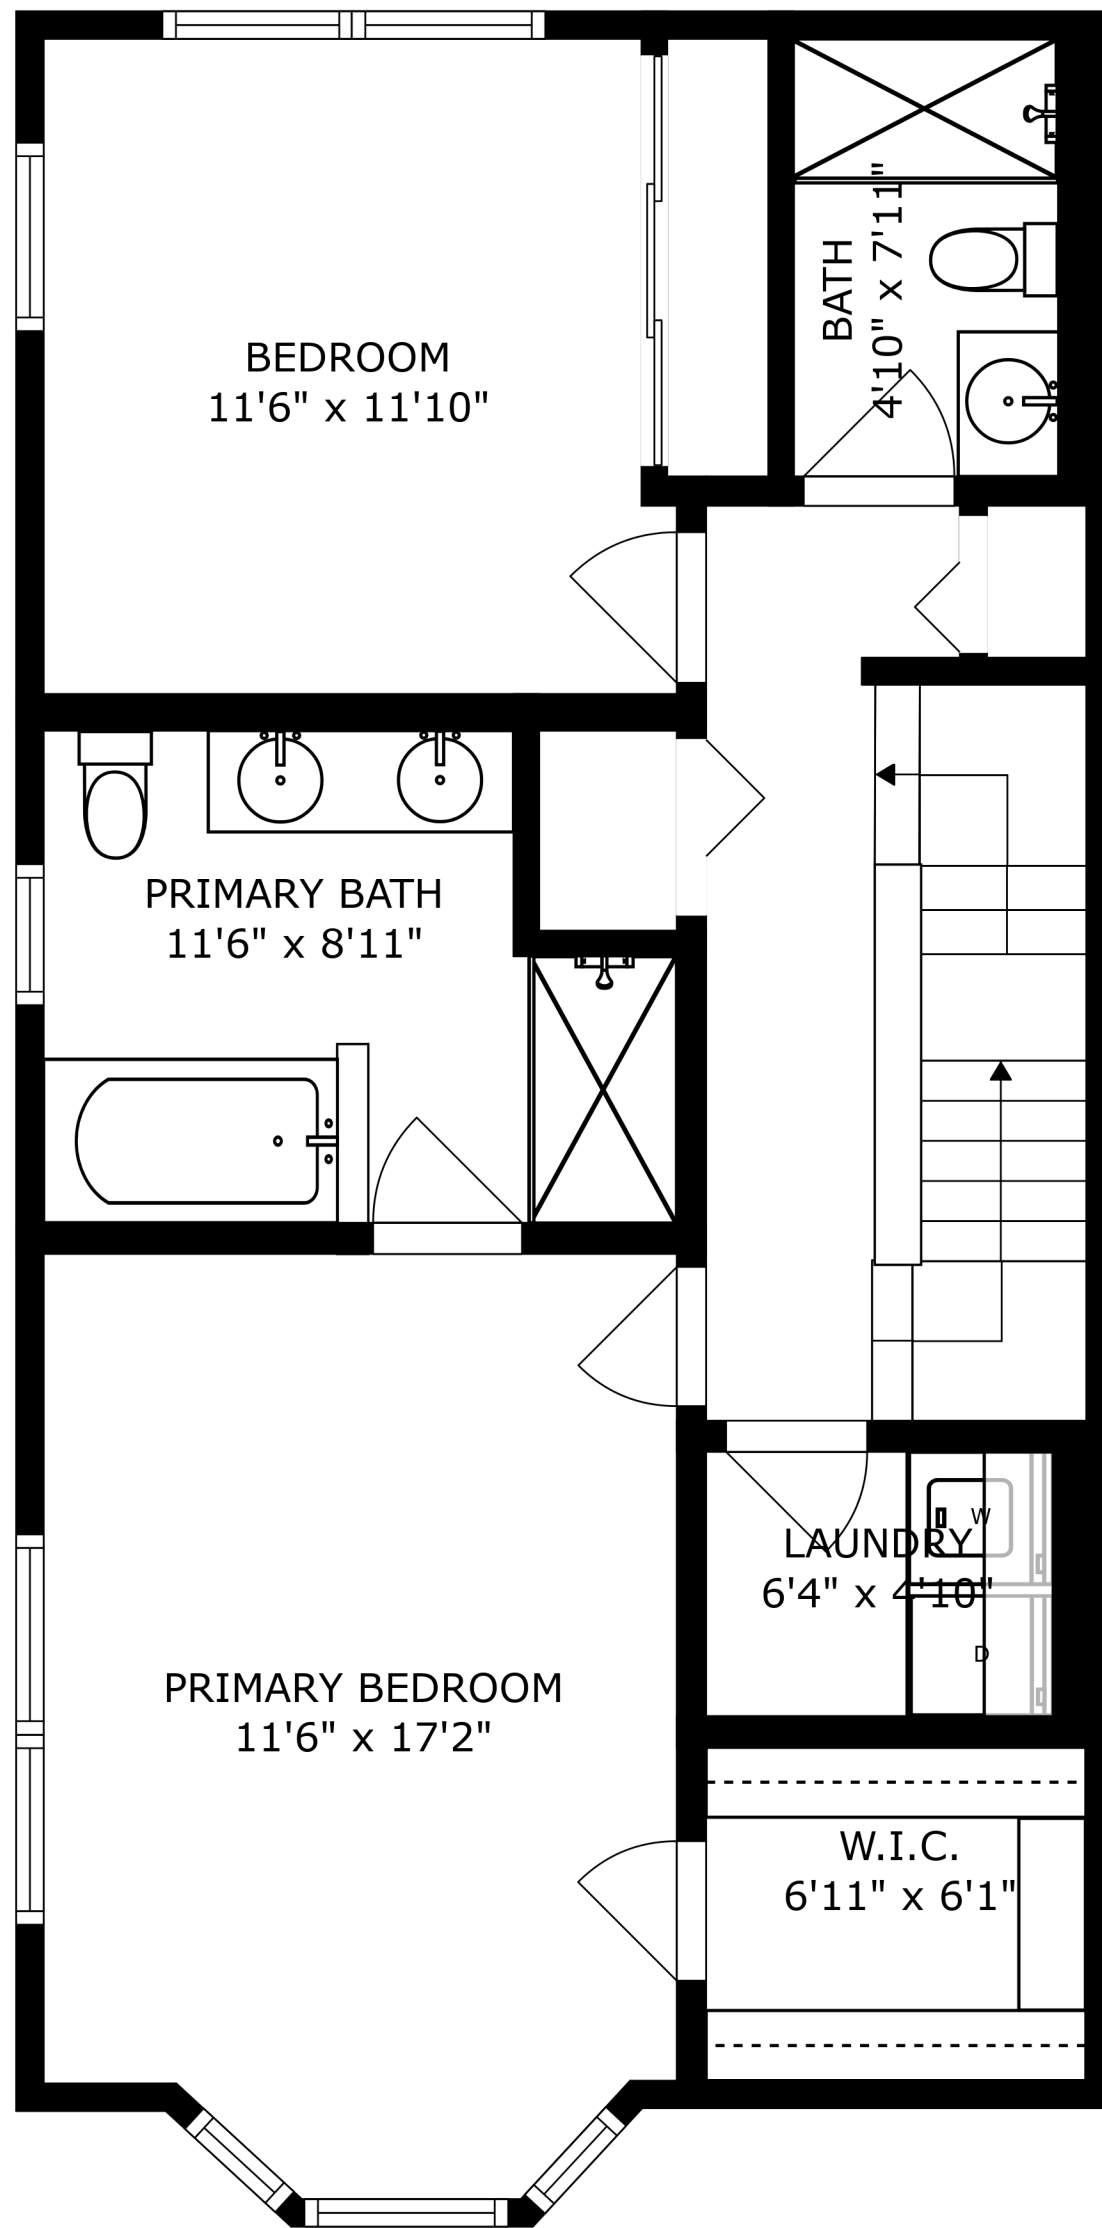 BEDROOM
11'6" x 11'10"
BATH
4'10" x 7'11"
PRIMARY BATH
11'6" x 8'11"
W
LAUNDRY
6'4" x 4'10"
D
PRIMARY BEDROOM
11'6" x 17'2"
W.I.C.
6'11" x 6'1"